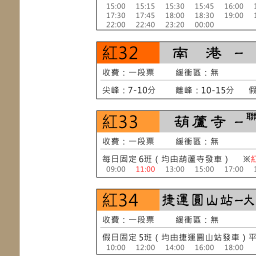 15:00 15:15 15:30 15:45 16:00
17:30 17:45 18:00 18:30 19:00
22:00 22:40 23:20 00:00
紅32 南 港 –
收費：一段票 緩衝區：無
尖峰：7-10分 離峰：10-15分 假
紅33 葫蘆寺–聯
收費：一段票 緩衝區：無
每日固定6班（均由葫蘆寺發車） ※紅
09:00 11:00 13:00 15:00 17:00
紅34 捷運圓山站–大
收費：一段票 緩衝區：無
假日固定5班（均由捷運圓山站發車）平
10:00 12:00 14:00 16:00 18:00